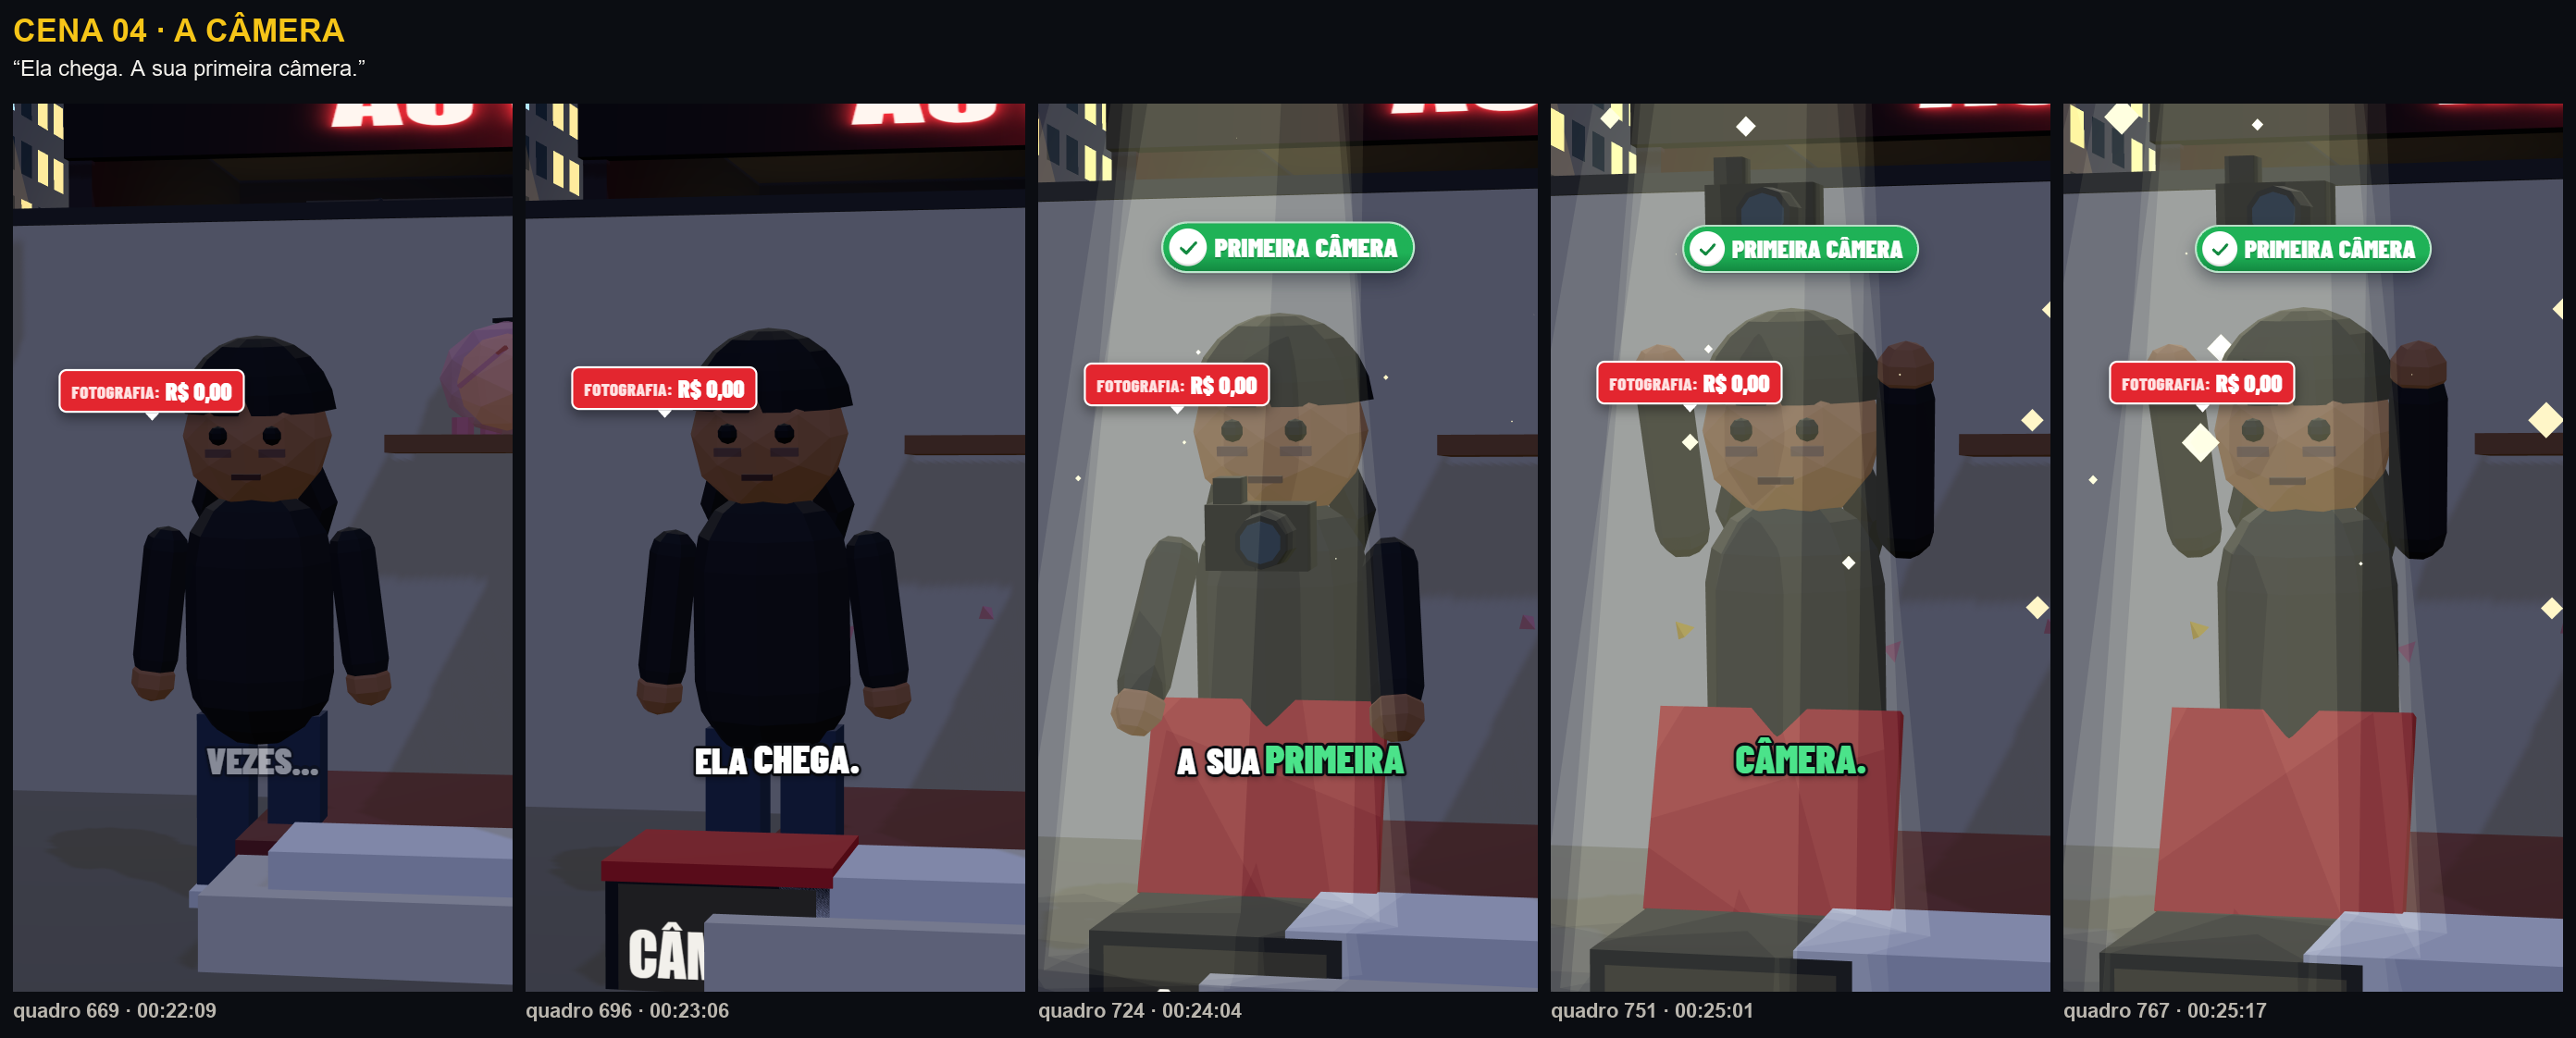 CENA 04 · A CÂMERA
“Ela chega. A sua primeira câmera.”
FOTOGRAFIA: R$ 0,00
VEZES...
quadro 669 · 00:22:09
FOTOGRAFIA: R$ 0,00
ELA CHEGA.
CÂM
quadro 696 · 00:23:06
PRIMEIRA CÂMERA
FOTOGRAFIA: R$ 0,00
A SUA PRIMEIRA
quadro 724 · 00:24:04
PRIMEIRA CÂMERA
FOTOGRAFIA: R$ 0,00
CÂMERA.
quadro 751 · 00:25:01
PRIMEIRA CÂMERA
FOTOGRAFIA: R$ 0,00
quadro 767 · 00:25:17